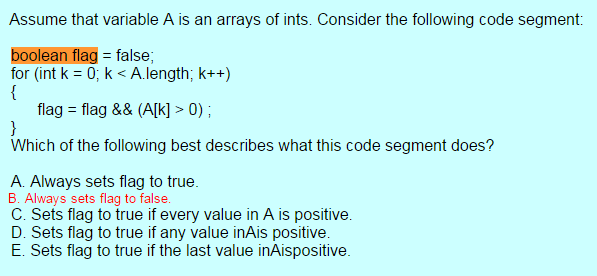 Assume that variable A is an arrays of ints. Consider the following code segment:
boolean flag = false;
for (int k = 0; k < A.length; k++)
{
flag = flag && (A[k] > 0) ;
}
Which of the following best describes what this code segment does?
A. Always sets flag to true.
B. Always sets flag to false.
C. Sets flag to true if every value in A is positive.
D. Sets flag to true if any value inAis positive.
E. Sets flag to true if the last value inAispositive.